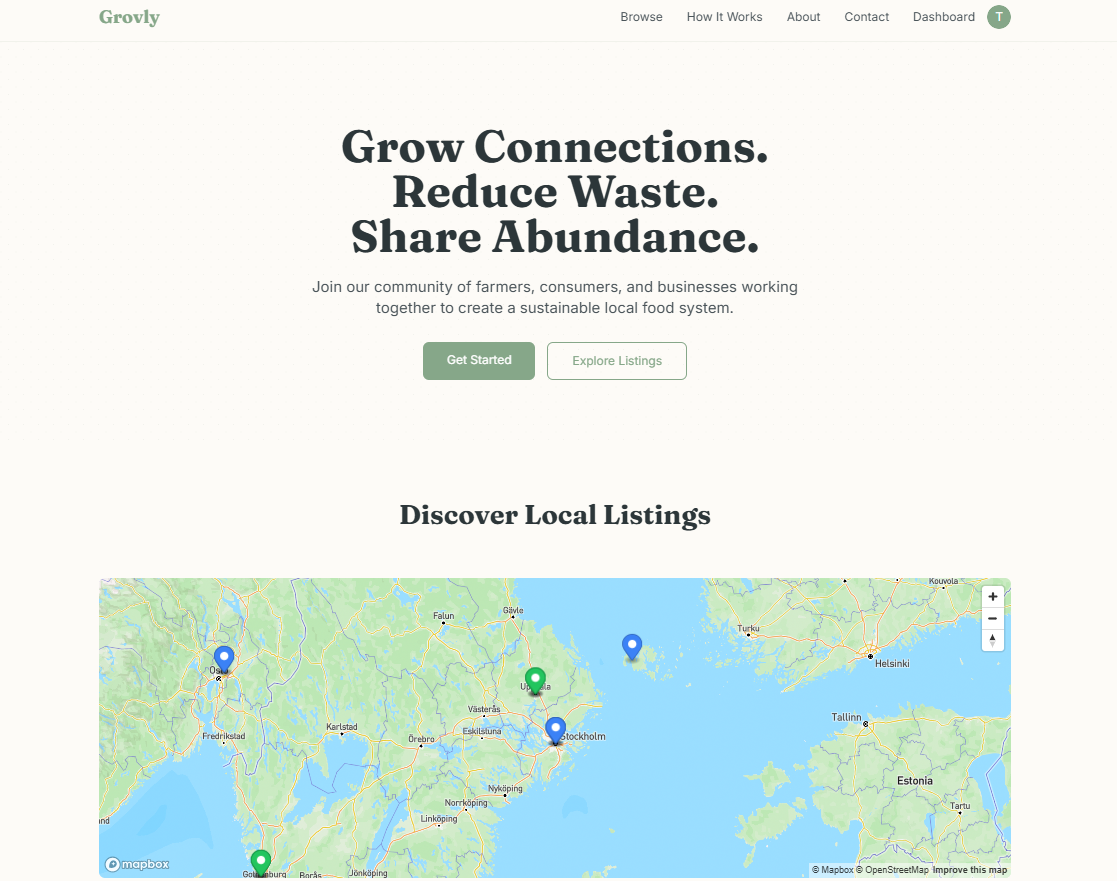 Grovly
Browse How It Works About Contact Dashboard T
Grow Connections.
Reduce Waste.
Share Abundance.
Join our community of farmers, consumers, and businesses working
together to create a sustainable local food system.
Get Started Explore Listings
Discover Local Listings
Kouvola
Gävle
Falun
Turku
Helsinki
Västerås
Tallinn
Karlstad
Eskilstuna
Fredrikstad
Örebro
Stockholm
Estonia
Nyköping
Norrköping
Tartu
Linköping
nd
mapbox
© Mapbox © OpenStreetMap Improve this map
Borås Jönköping